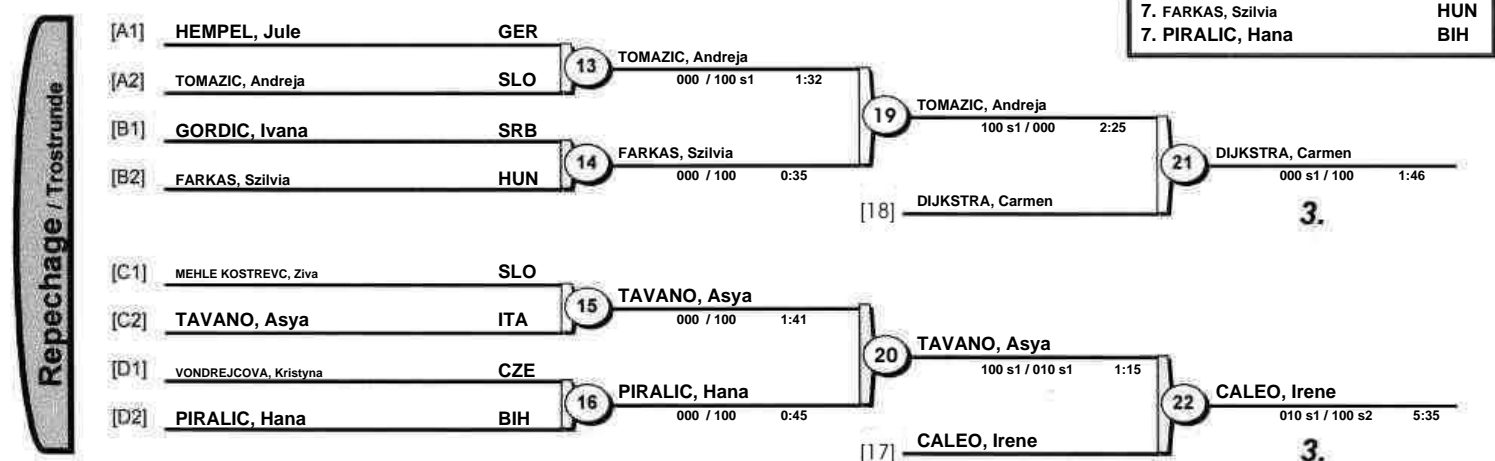 7. FARKAS, Szilvia HUN
7. PIRALIC, Hana BIH
Repechage / Trostrunde
[A1] HEMPEL, Jule GER
13 TOMAZIC, Andreja
000 / 100 s1 1:32
[A2] TOMAZIC, Andreja SLO
19 TOMAZIC, Andreja
100 s1 / 000 2:25
[B1] GORDIC, Ivana SRB
14 FARKAS, Szilvia
000 / 100 0:35
[B2] FARKAS, Szilvia HUN
21 DIJKSTRA, Carmen
000 s1 / 100 1:46
[18] DIJKSTRA, Carmen
3.
[C1] MEHLE KOSTREVC, Ziva SLO
15 TAVANO, Asya
000 / 100 1:41
[C2] TAVANO, Asya ITA
20 TAVANO, Asya
100 s1 / 010 s1 1:15
[D1] VONDREJCOVA, Kristyna CZE
16 PIRALIC, Hana
000 / 100 0:45
[D2] PIRALIC, Hana BIH
22 CALEO, Irene
010 s1 / 100 s2 5:35
[17] CALEO, Irene
3.